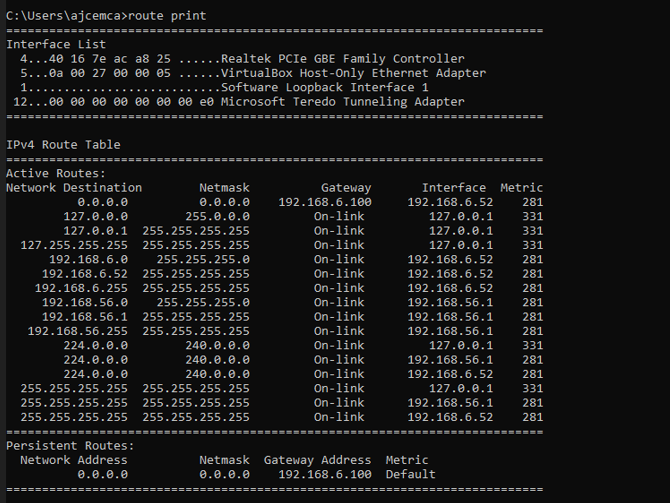 C:\Users\ajcemca>route print
===========================================================================
Interface List
  4...40 16 7e ac a8 25 ......Realtek PCIe GBE Family Controller
  5...0a 00 27 00 00 05 ......VirtualBox Host-Only Ethernet Adapter
  1...........................Software Loopback Interface 1
 12...00 00 00 00 00 00 00 e0 Microsoft Teredo Tunneling Adapter
===========================================================================

IPv4 Route Table
===========================================================================
Active Routes:
Network Destination        Netmask          Gateway       Interface  Metric
          0.0.0.0          0.0.0.0    192.168.6.100     192.168.6.52    281
        127.0.0.0        255.0.0.0         On-link         127.0.0.1    331
        127.0.0.1  255.255.255.255         On-link         127.0.0.1    331
  127.255.255.255  255.255.255.255         On-link         127.0.0.1    331
      192.168.6.0    255.255.255.0         On-link      192.168.6.52    281
     192.168.6.52  255.255.255.255         On-link      192.168.6.52    281
    192.168.6.255  255.255.255.255         On-link      192.168.6.52    281
     192.168.56.0    255.255.255.0         On-link      192.168.56.1    281
     192.168.56.1  255.255.255.255         On-link      192.168.56.1    281
   192.168.56.255  255.255.255.255         On-link      192.168.56.1    281
        224.0.0.0        240.0.0.0         On-link         127.0.0.1    331
        224.0.0.0        240.0.0.0         On-link      192.168.56.1    281
        224.0.0.0        240.0.0.0         On-link      192.168.6.52    281
  255.255.255.255  255.255.255.255         On-link         127.0.0.1    331
  255.255.255.255  255.255.255.255         On-link      192.168.56.1    281
  255.255.255.255  255.255.255.255         On-link      192.168.6.52    281
===========================================================================
Persistent Routes:
  Network Address          Netmask  Gateway Address  Metric
          0.0.0.0          0.0.0.0    192.168.6.100  Default
===========================================================================